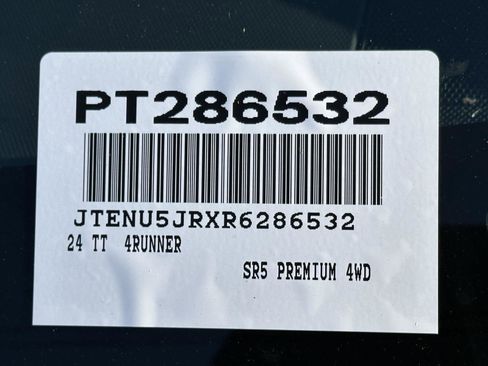 PT286532
JTENU5JRXR6286532
24 TT 4RUNNER
SR5 PREMIUM 4WD